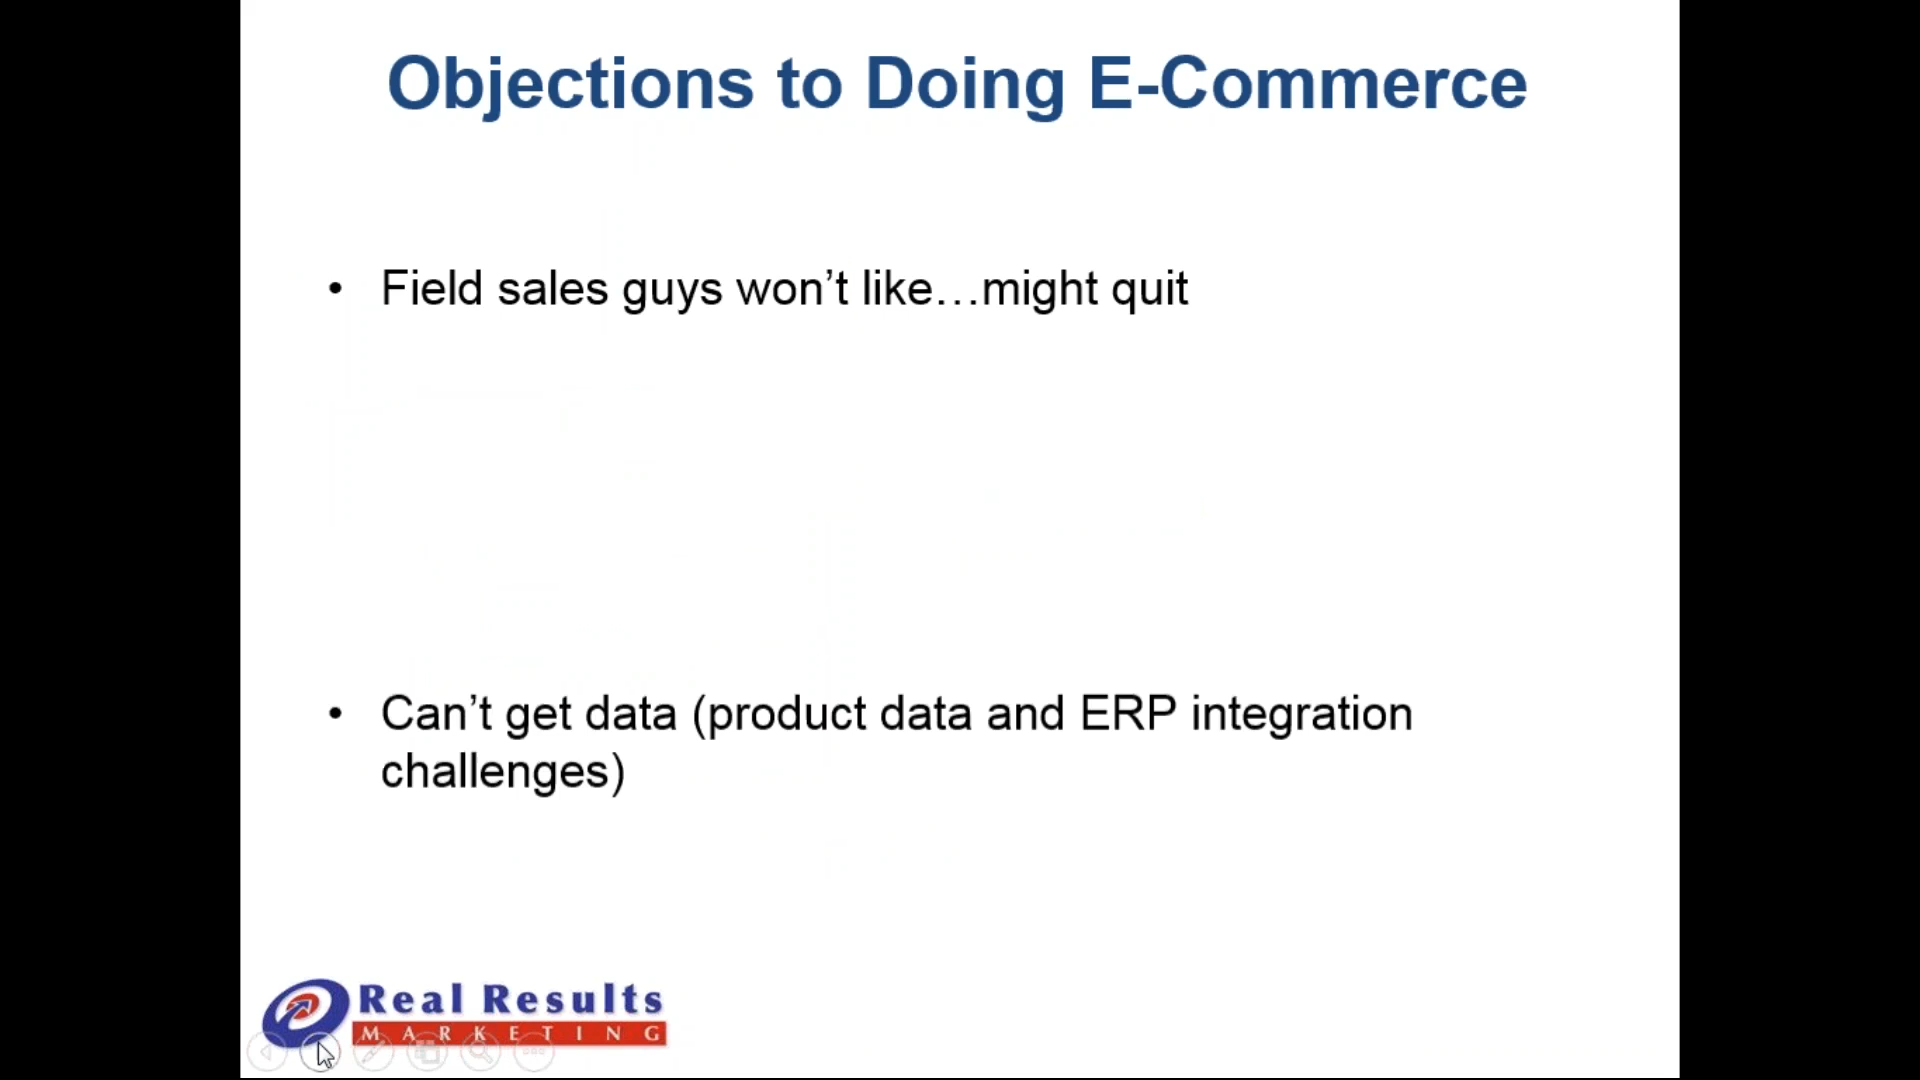 Objections to Doing E-Commerce
• Field sales guys won’t like…might quit
• Can’t get data (product data and ERP integration
challenges)
Real Results
MARKETING